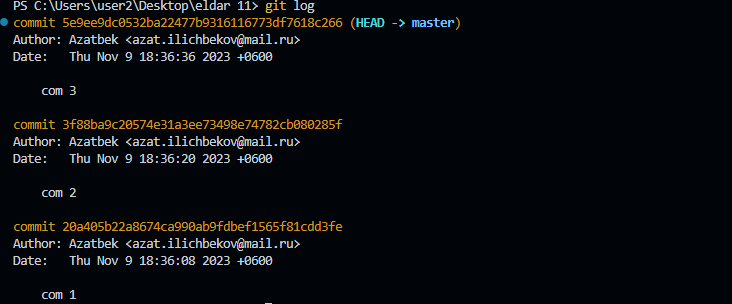 PS C:\Users\user2\Desktop\eldar 11> git log
commit 5e9ee9dc0532ba22477b9316116773df7618c266 (HEAD -> master)
Author: Azatbek <azat.ilichbekov@mail.ru>
Date:   Thu Nov 9 18:36:36 2023 +0600
com 3
commit 3f88ba9c20574e31a3ee73498e74782cb080285f
Author: Azatbek <azat.ilichbekov@mail.ru>
Date:   Thu Nov 9 18:36:20 2023 +0600
com 2
commit 20a405b22a8674ca990ab9fdbef1565f81cdd3fe
Author: Azatbek <azat.ilichbekov@mail.ru>
Date:   Thu Nov 9 18:36:08 2023 +0600
com 1